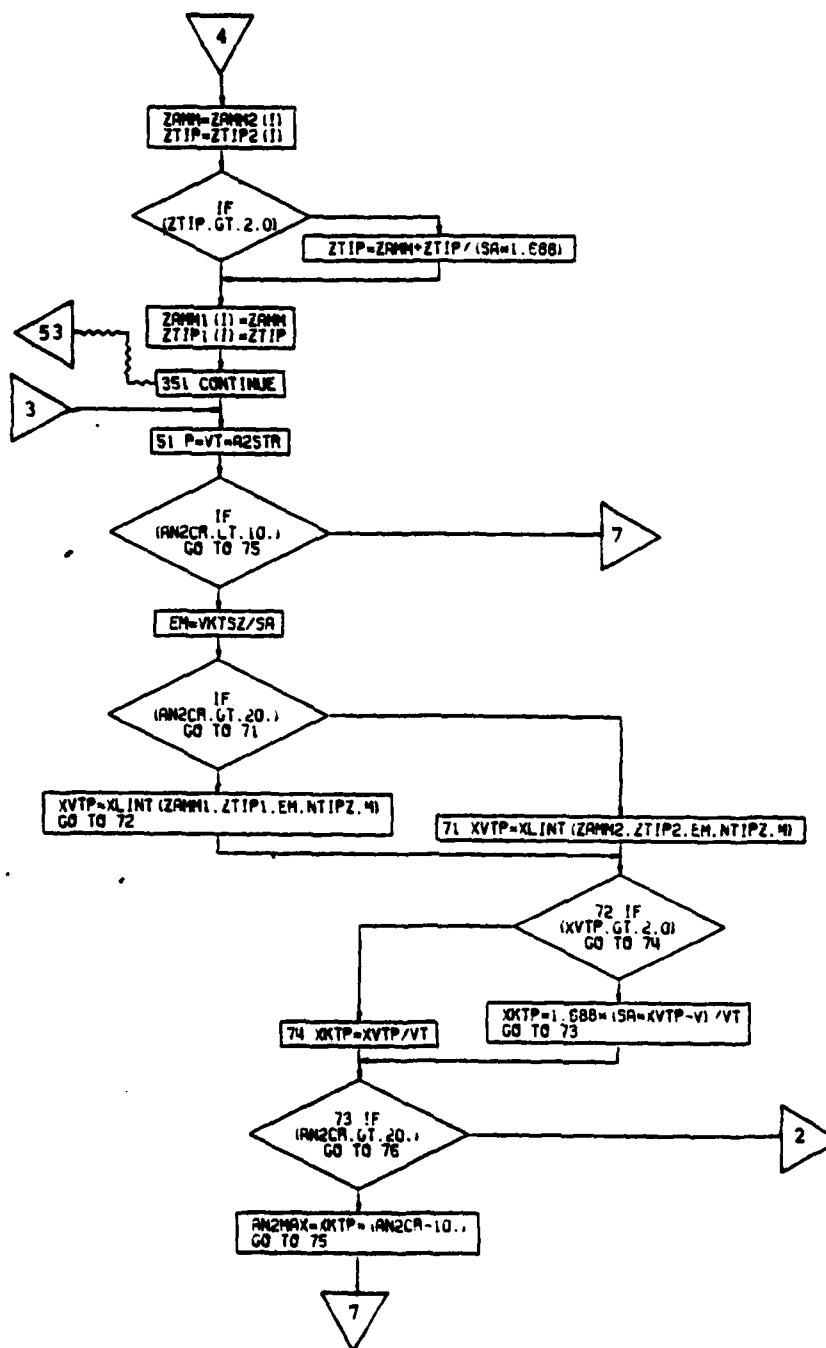 4
ZAMM=ZAMM2(I)
ZTIP=ZTIP2(I)
IF
(ZTIP.GT.2.0)
ZTIP=ZAMM+ZTIP/(SA*1.688)
ZAMM1(I)=ZAMM
ZTIP1(I)=ZTIP
53
351 CONTINUE
3
51 P=VT*A2STR
IF
(AN2CR.LT.10.)
GO TO 75
7
EM=VKTSZ/SA
IF
(AN2CR.GT.20.)
GO TO 71
XVTP=XLINT(ZAMM1,ZTIP1,EM,NTIPZ,M)
GO TO 72
71 XVTP=XLINT(ZAMM2,ZTIP2,EM,NTIPZ,M)
72 IF
(XVTP.GT.2.0)
GO TO 74
XKTP=1.688*(SA*XVTP-V)/VT
GO TO 73
74 XKTP=XVTP/VT
73 IF
(AN2CR.GT.20.)
GO TO 76
2
AN2MAX=XKTP*(AN2CR-10.)
GO TO 75
7